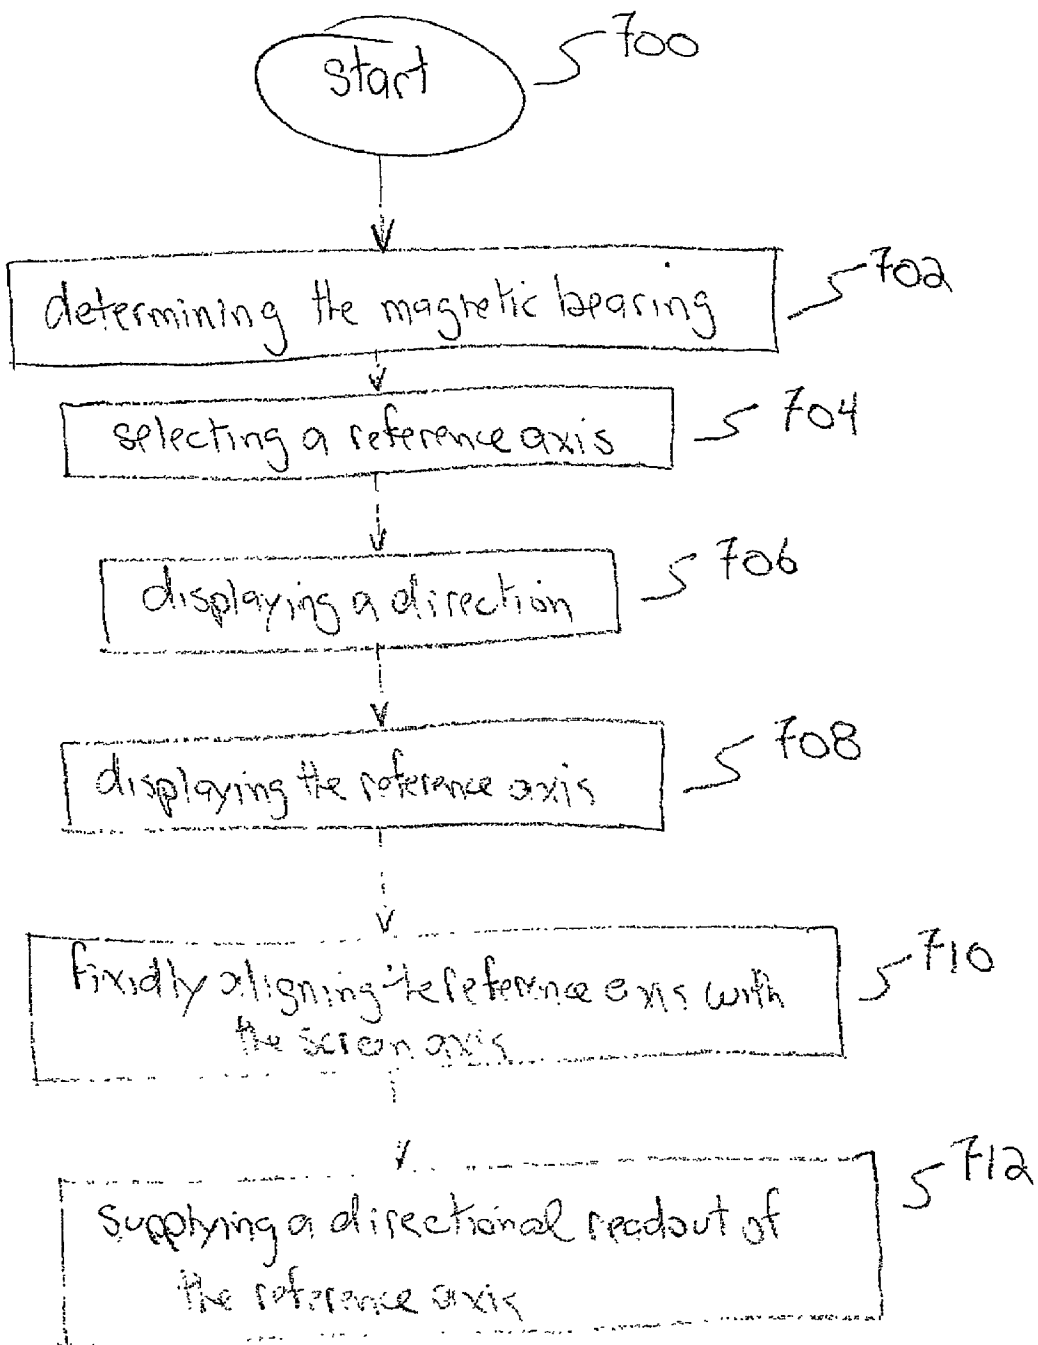 start
700
determining the magnetic bearing
702
selecting a reference axis
704
displaying a direction
706
displaying the reference axis
708
fixidly aligning the reference axis with
the screen axis
710
supplying a directional readout of
the reference axis
712